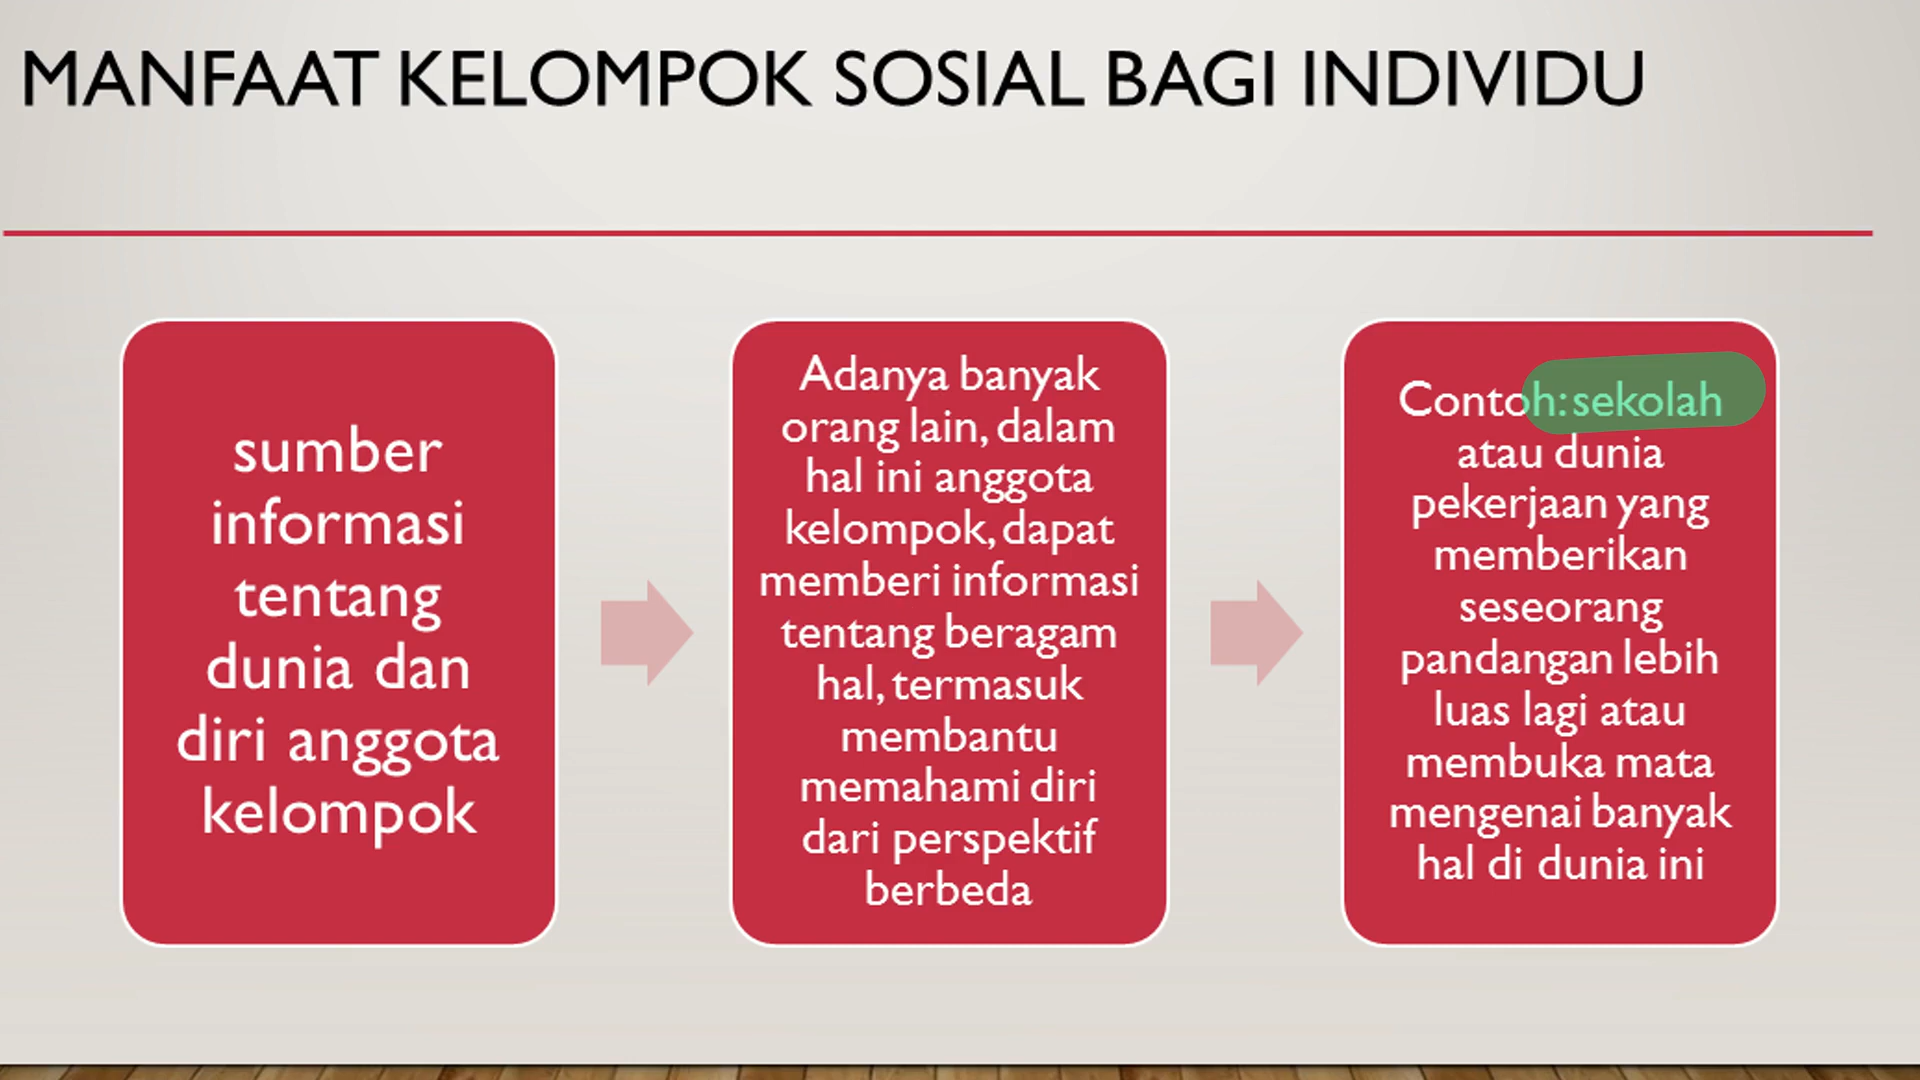 MANFAAT KELOMPOK SOSIAL BAGI INDIVIDU
sumber
informasi
tentang
dunia dan
diri anggota
kelompok
Adanya banyak
orang lain, dalam
hal ini anggota
kelompok, dapat
memberi informasi
tentang beragam
hal, termasuk
membantu
memahami diri
dari perspektif
berbeda
Contoh: sekolah
atau dunia
pekerjaan yang
memberikan
seseorang
pandangan lebih
luas lagi atau
membuka mata
mengenai banyak
hal di dunia ini